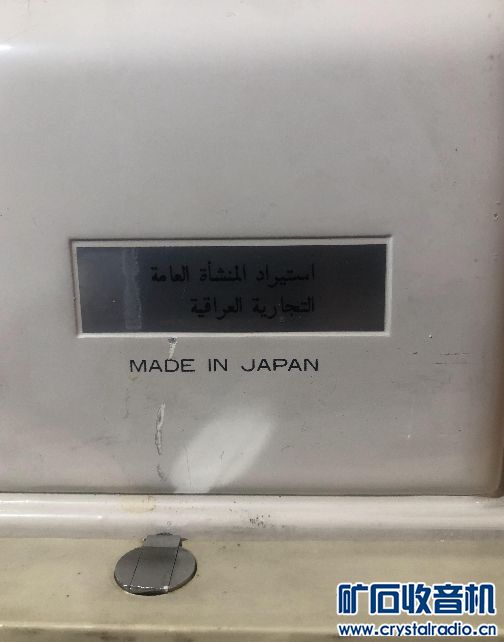 استيراد المنشأة العامة
التجارية العراقية
MADE IN JAPAN
矿石收音机
www.crystalradio.cn